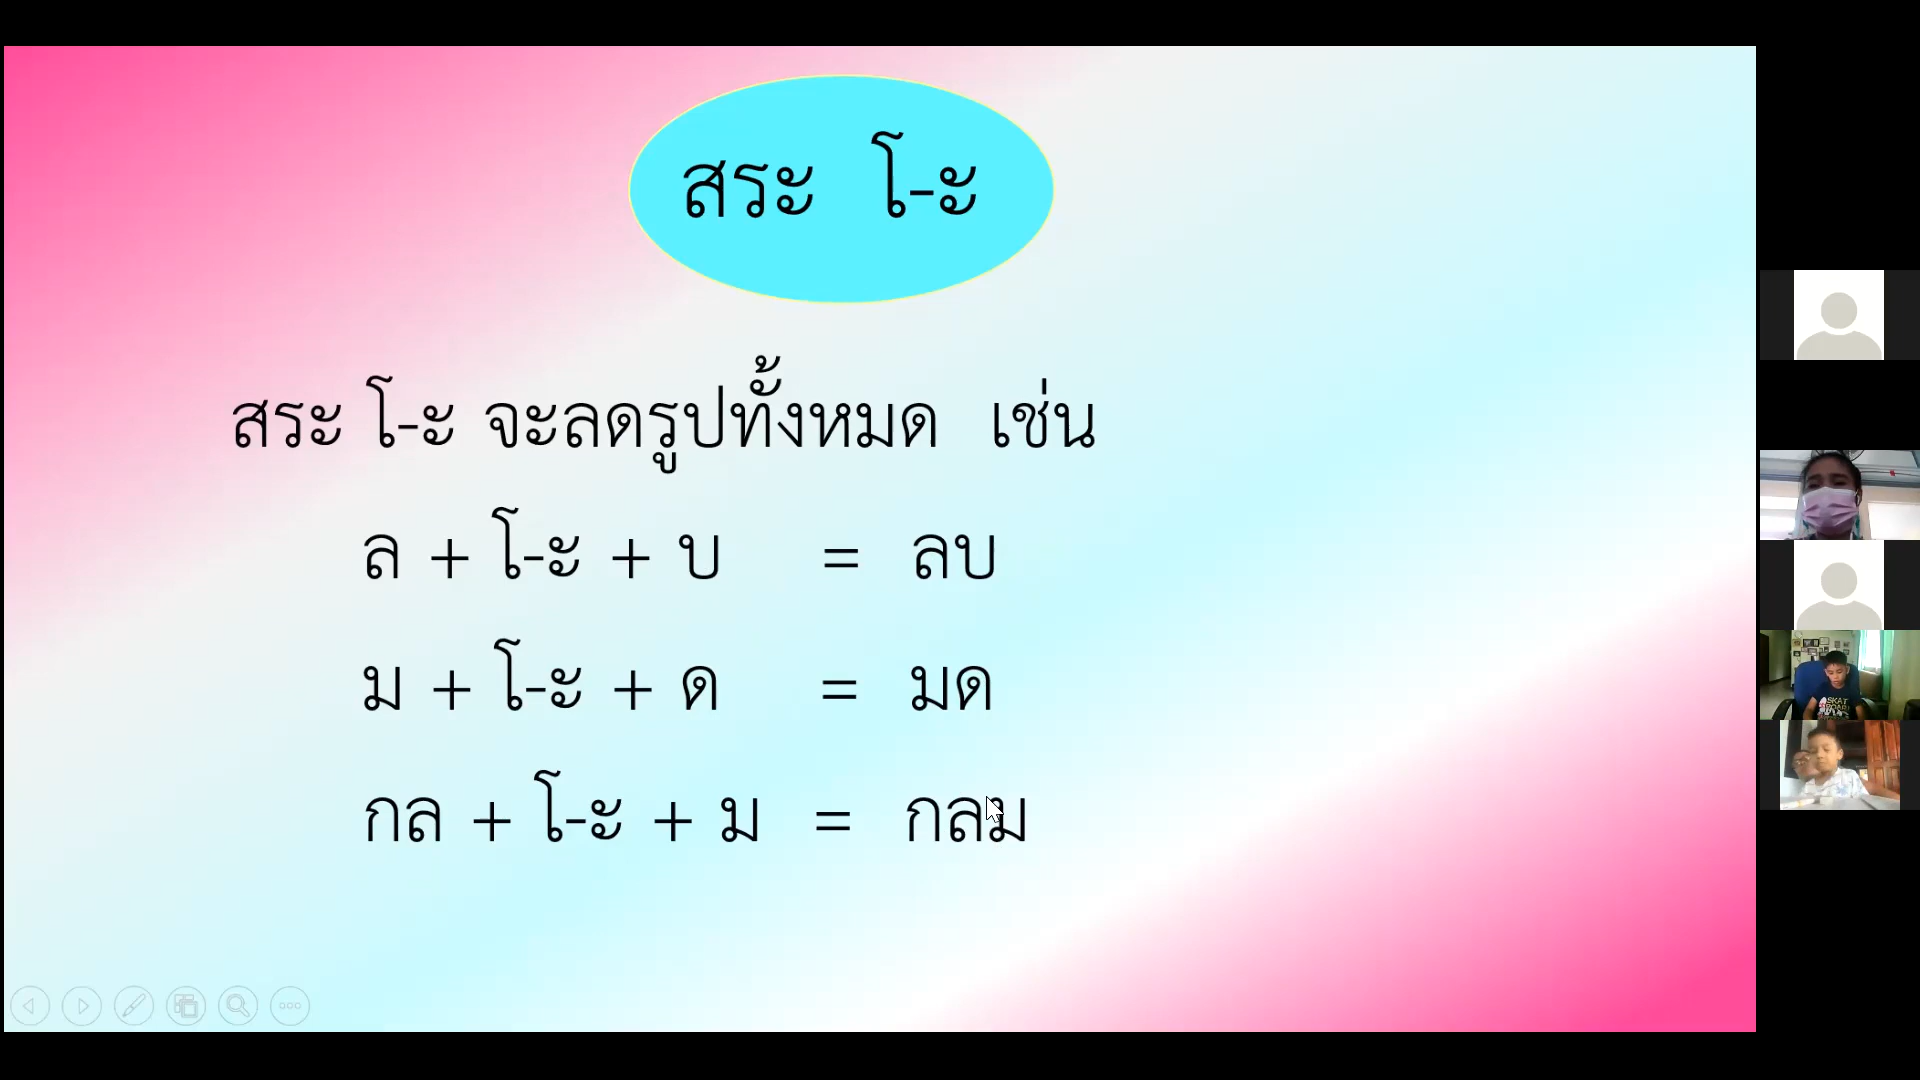 สระ โ-ะ
สระ โ-ะ จะลดรูปทั้งหมด เช่น
ล + โ-ะ + บ = ลบ
ม + โ-ะ + ด = มด
กล + โ-ะ + ม = กลม